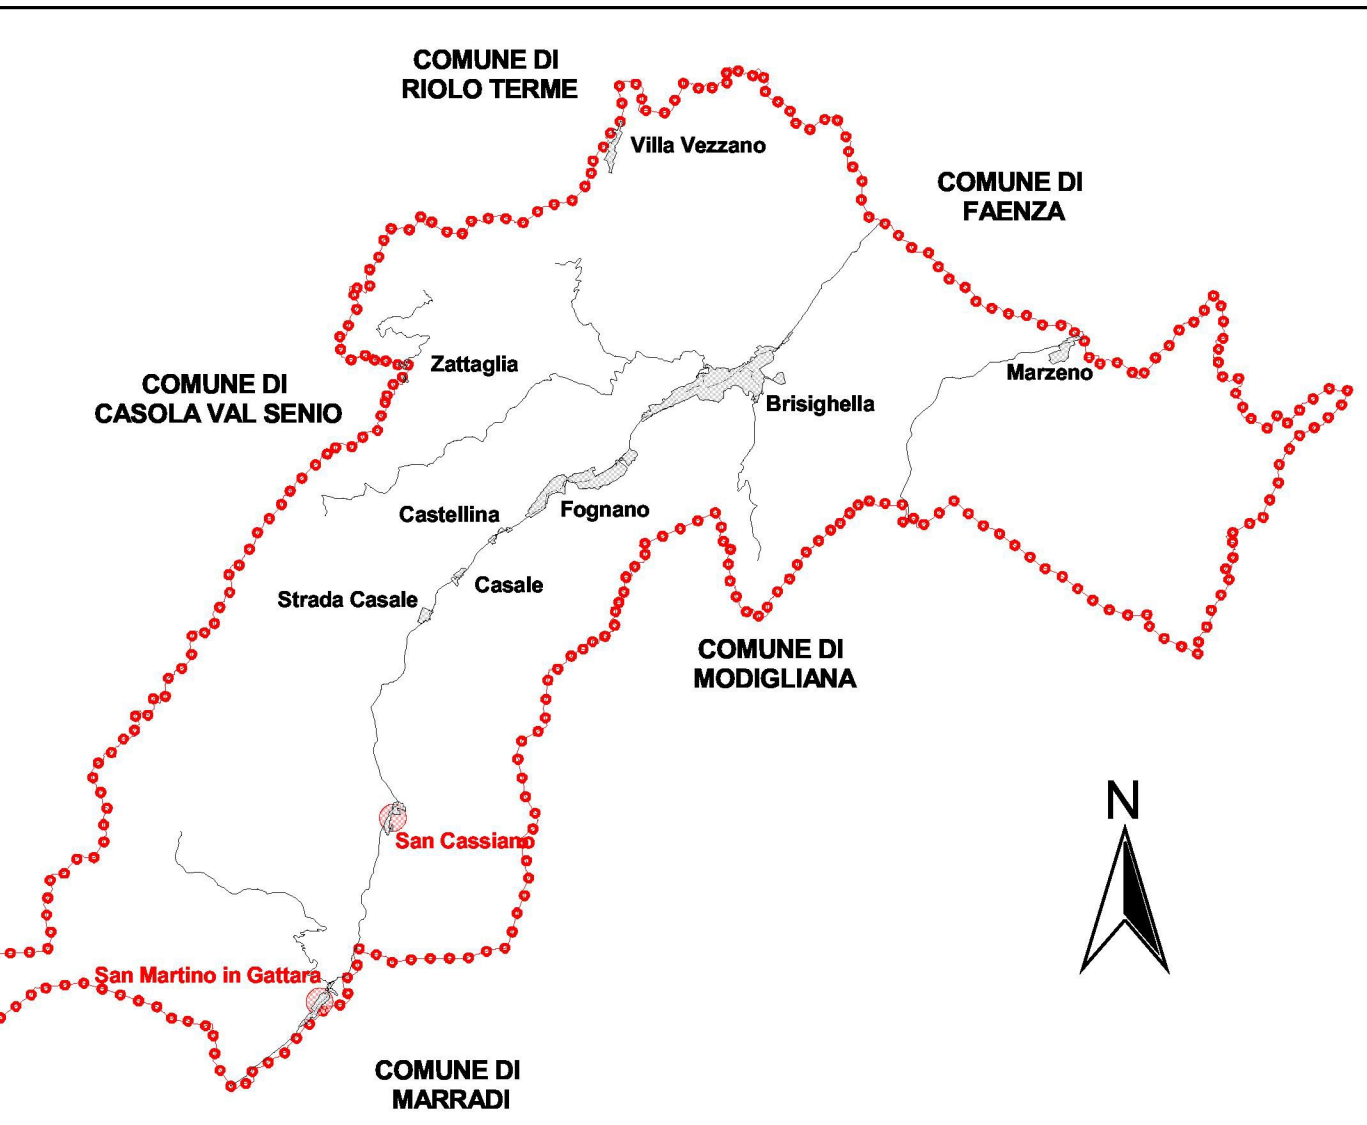 COMUNE DI
RIOLO TERME
Villa Vezzano
COMUNE DI
FAENZA
Zattaglia
COMUNE DI
CASOLA VAL SENIO
Marzeno
Brisighella
Castellina
Fognano
Casale
Strada Casale
COMUNE DI
MODIGLIANA
N
San Cassiano
San Martino in Gattara
COMUNE DI
MARRADI